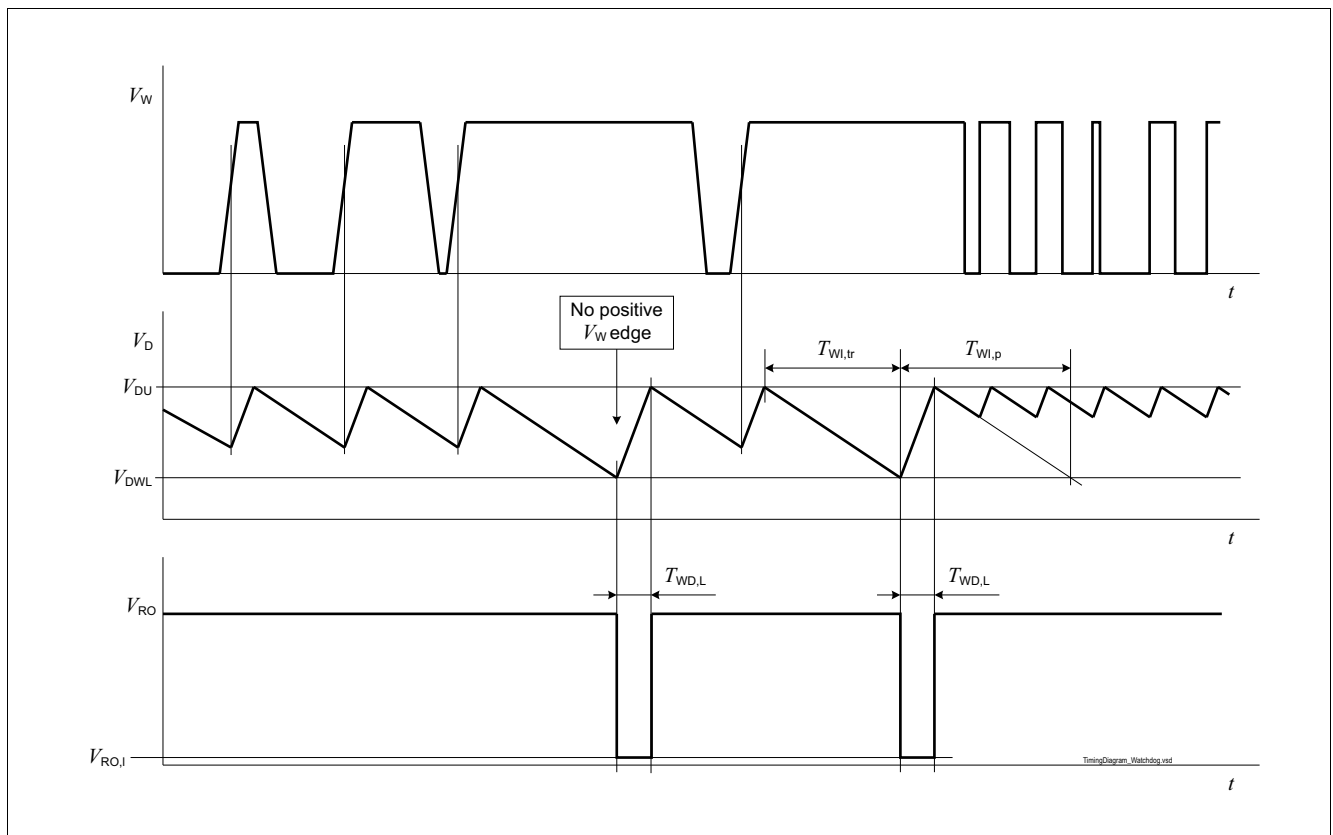 VW
t
No positive
VW edge
VD
TWI,tr
TWI,p
VDU
VDWL
t
TWD,L
TWD,L
VRO
VRO,l
TimingDiagram_Watchdog.vsd
t